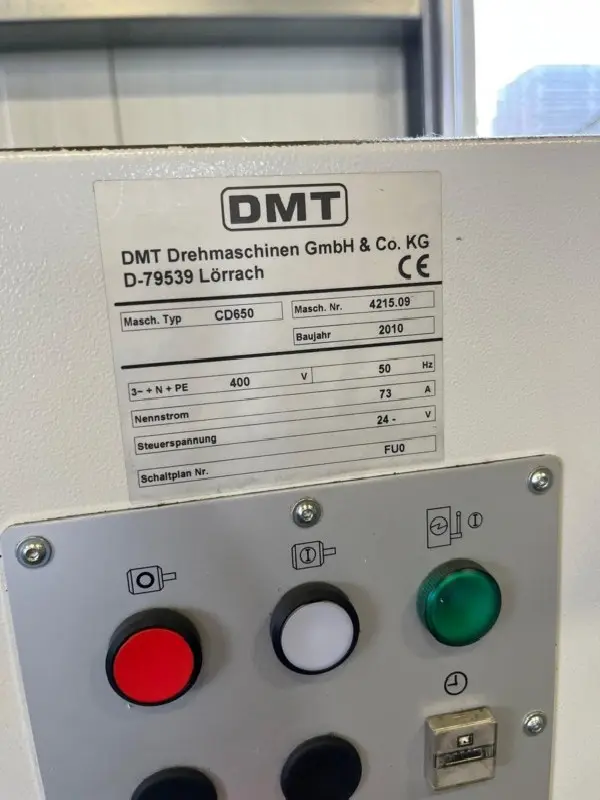 DMT
DMT Drehmaschinen GmbH & Co. KG
D-79539 Lörrach
CE
Masch. Typ CD650
Masch. Nr. 4215.09
Baujahr 2010
3~ + N + PE 400 V 50 Hz
Nennstrom 73 A
Steuerspannung 24 - V
Schaltplan Nr. FU0